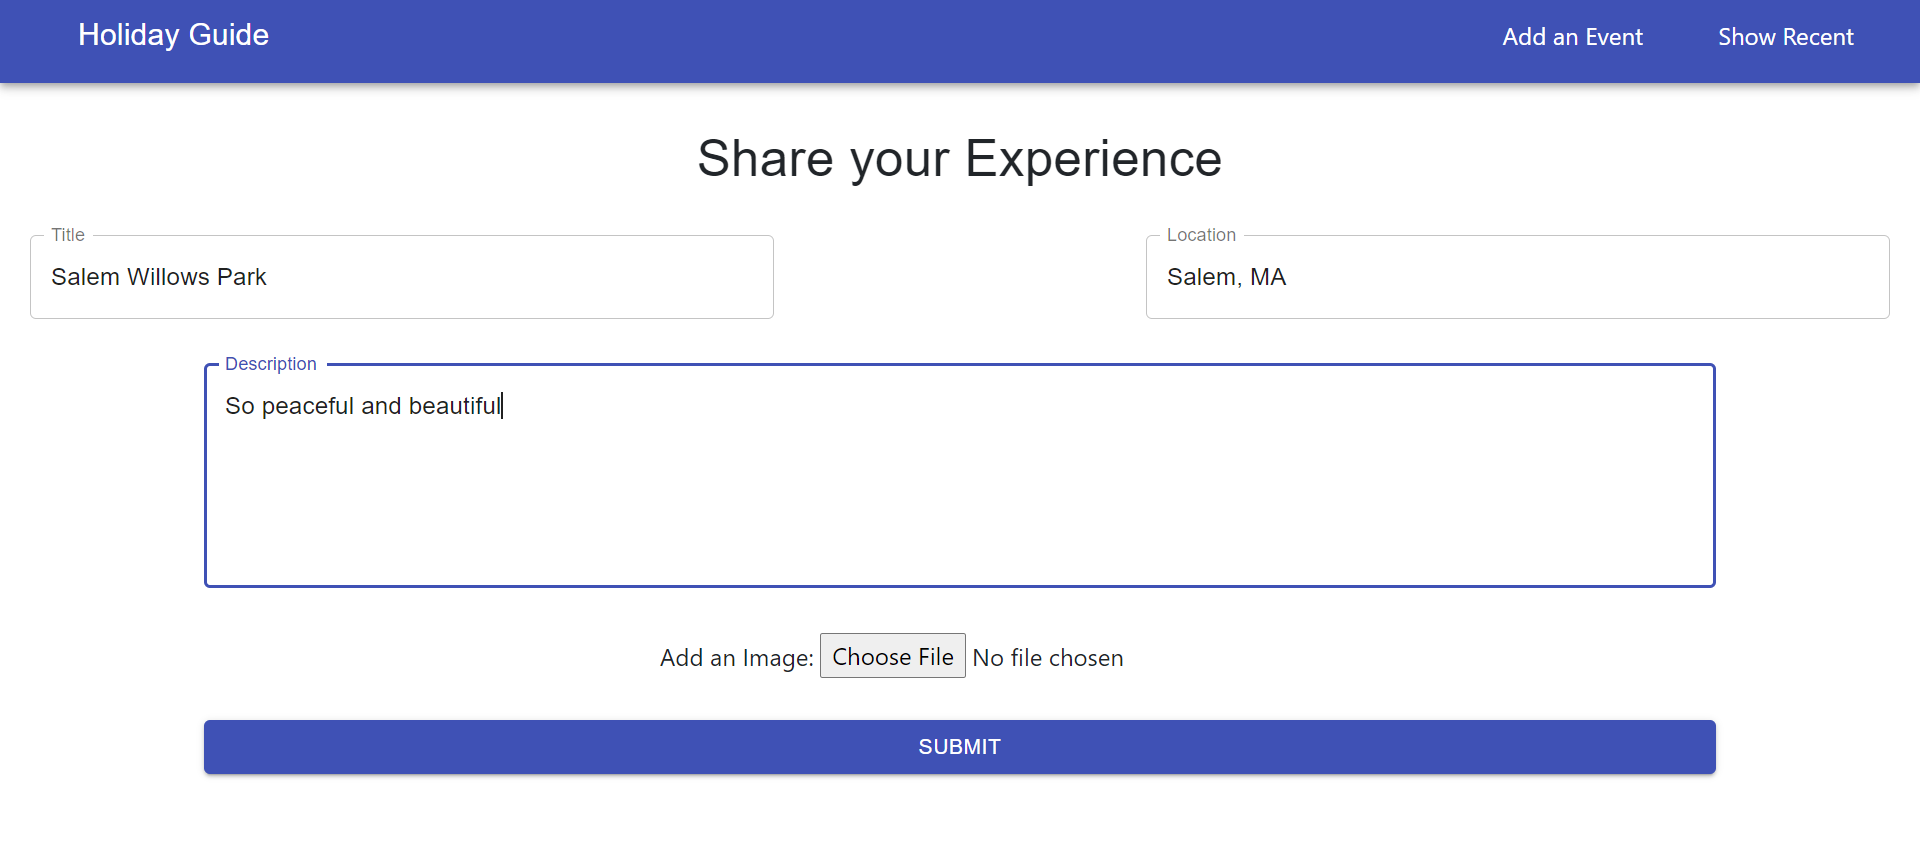 Holiday Guide
Add an Event
Show Recent
Share your Experience
Title
Salem Willows Park
Location
Salem, MA
Description
So peaceful and beautiful
Add an Image: Choose File No file chosen
SUBMIT